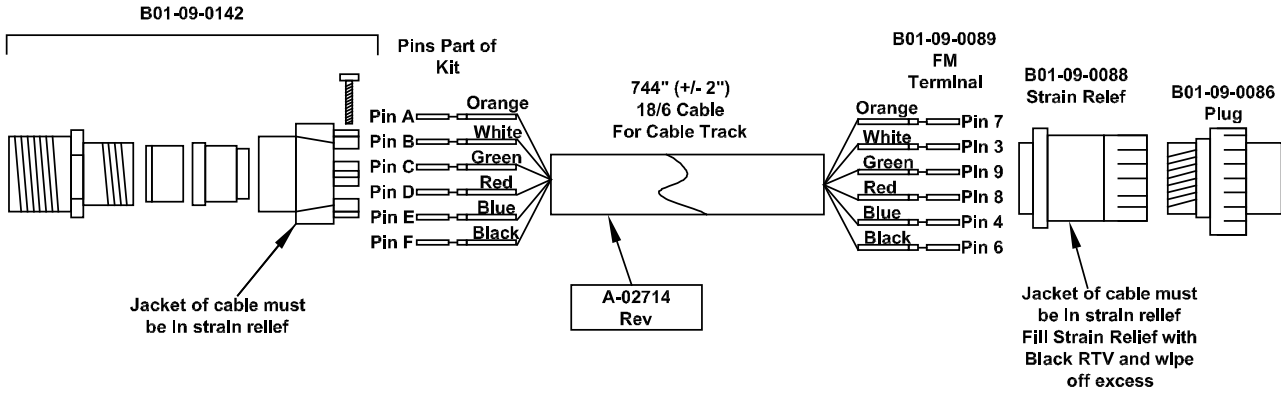 B01-09-0142
Pins Part of
Kit
Pin A
Orange
Pin B
White
Pin C
Green
Pin D
Red
Pin E
Blue
Pin F
Black
Jacket of cable must
be In straIn relIef
744" (+/- 2")
18/6 Cable
For Cable Track
A-02714
Rev
B01-09-0089
FM
TermInal
Orange
Pin 7
White
PIn 3
Green
PIn 9
Red
PIn 8
Blue
Pin 4
Black
Pin 6
B01-09-0088
Strain Relef
B01-09-0086
Plug
Jacket of cable must
be In straIn relIef
Fill Strain Relief with
Black RTV and wIpe
off excess